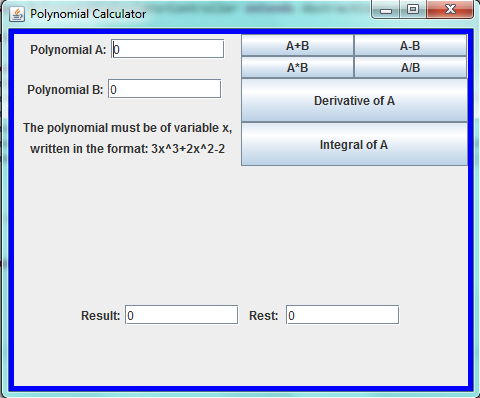 Polynomial Calculator
Polynomial A: 0
A+B A-B
A*B A/B
Polynomial B: 0
Derivative of A
The polynomial must be of variable x,
written in the format: 3x^3+2x^2-2
Integral of A
Result: 0 Rest: 0